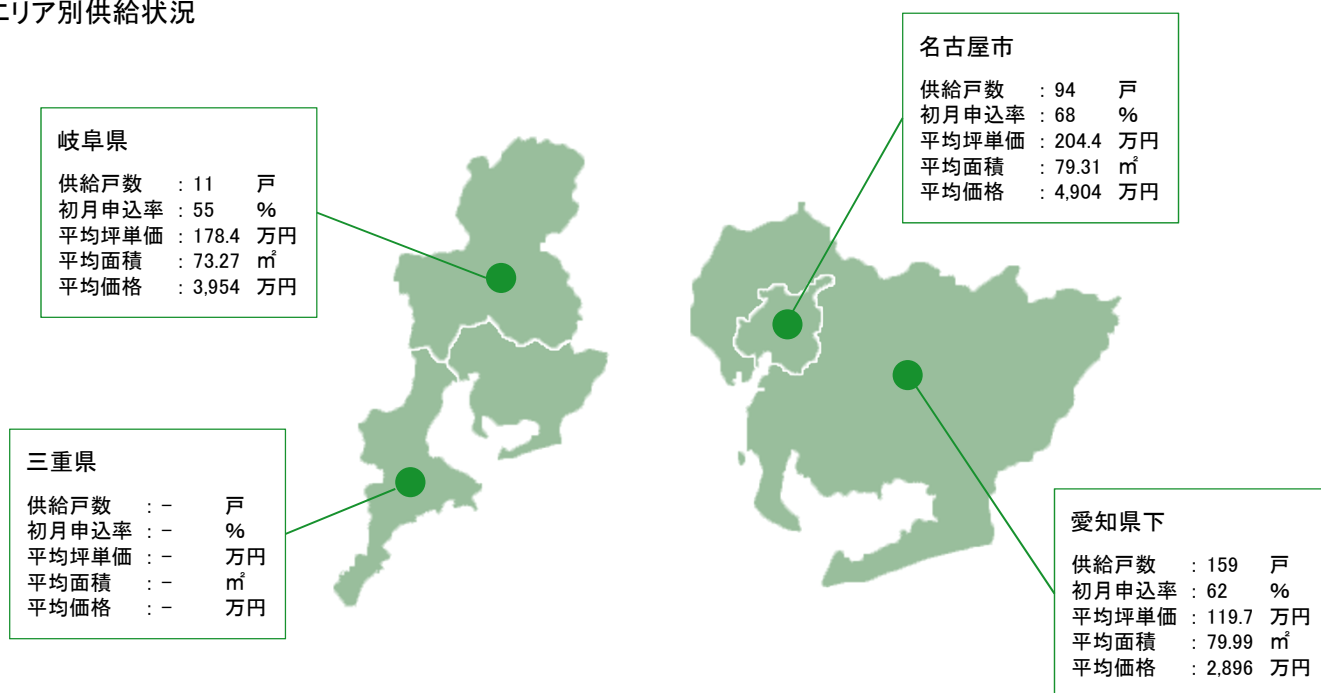 エリア別供給状況
名古屋市
供給戸数 : 94 戸
初月申込率 : 68 %
平均坪単価 : 204.4 万円
平均面積 : 79.31 ㎡
平均価格 : 4,904 万円
岐阜県
供給戸数 : 11 戸
初月申込率 : 55 %
平均坪単価 : 178.4 万円
平均面積 : 73.27 ㎡
平均価格 : 3,954 万円
三重県
供給戸数 : − 戸
初月申込率 : − %
平均坪単価 : − 万円
平均面積 : − ㎡
平均価格 : − 万円
愛知県下
供給戸数 : 159 戸
初月申込率 : 62 %
平均坪単価 : 119.7 万円
平均面積 : 79.99 ㎡
平均価格 : 2,896 万円